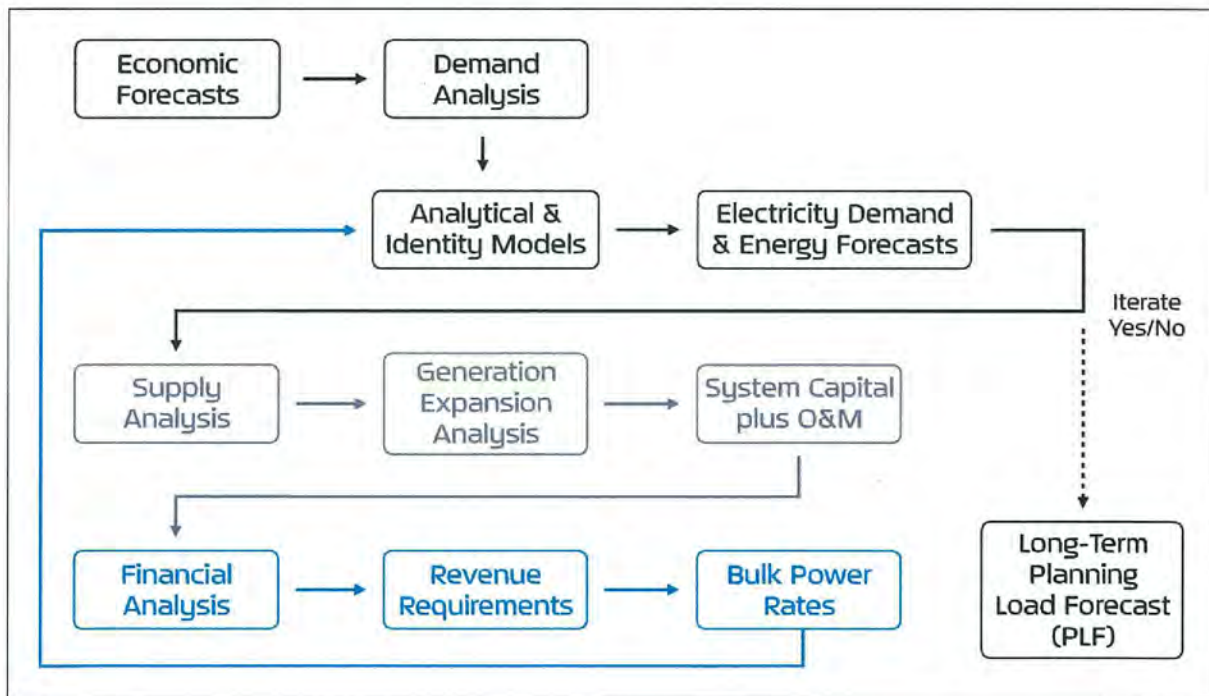 Economic
Forecasts
Demand
Analysis
Analytical &
Identity Models
Electricity Demand
& Energy Forecasts
Iterate
Yes/No
Supply
Analysis
Generation
Expansion
Analysis
System Capital
plus O&M
Financial
Analysis
Revenue
Requirements
Bulk Power
Rates
Long-Term
Planning
Load Forecast
(PLF)